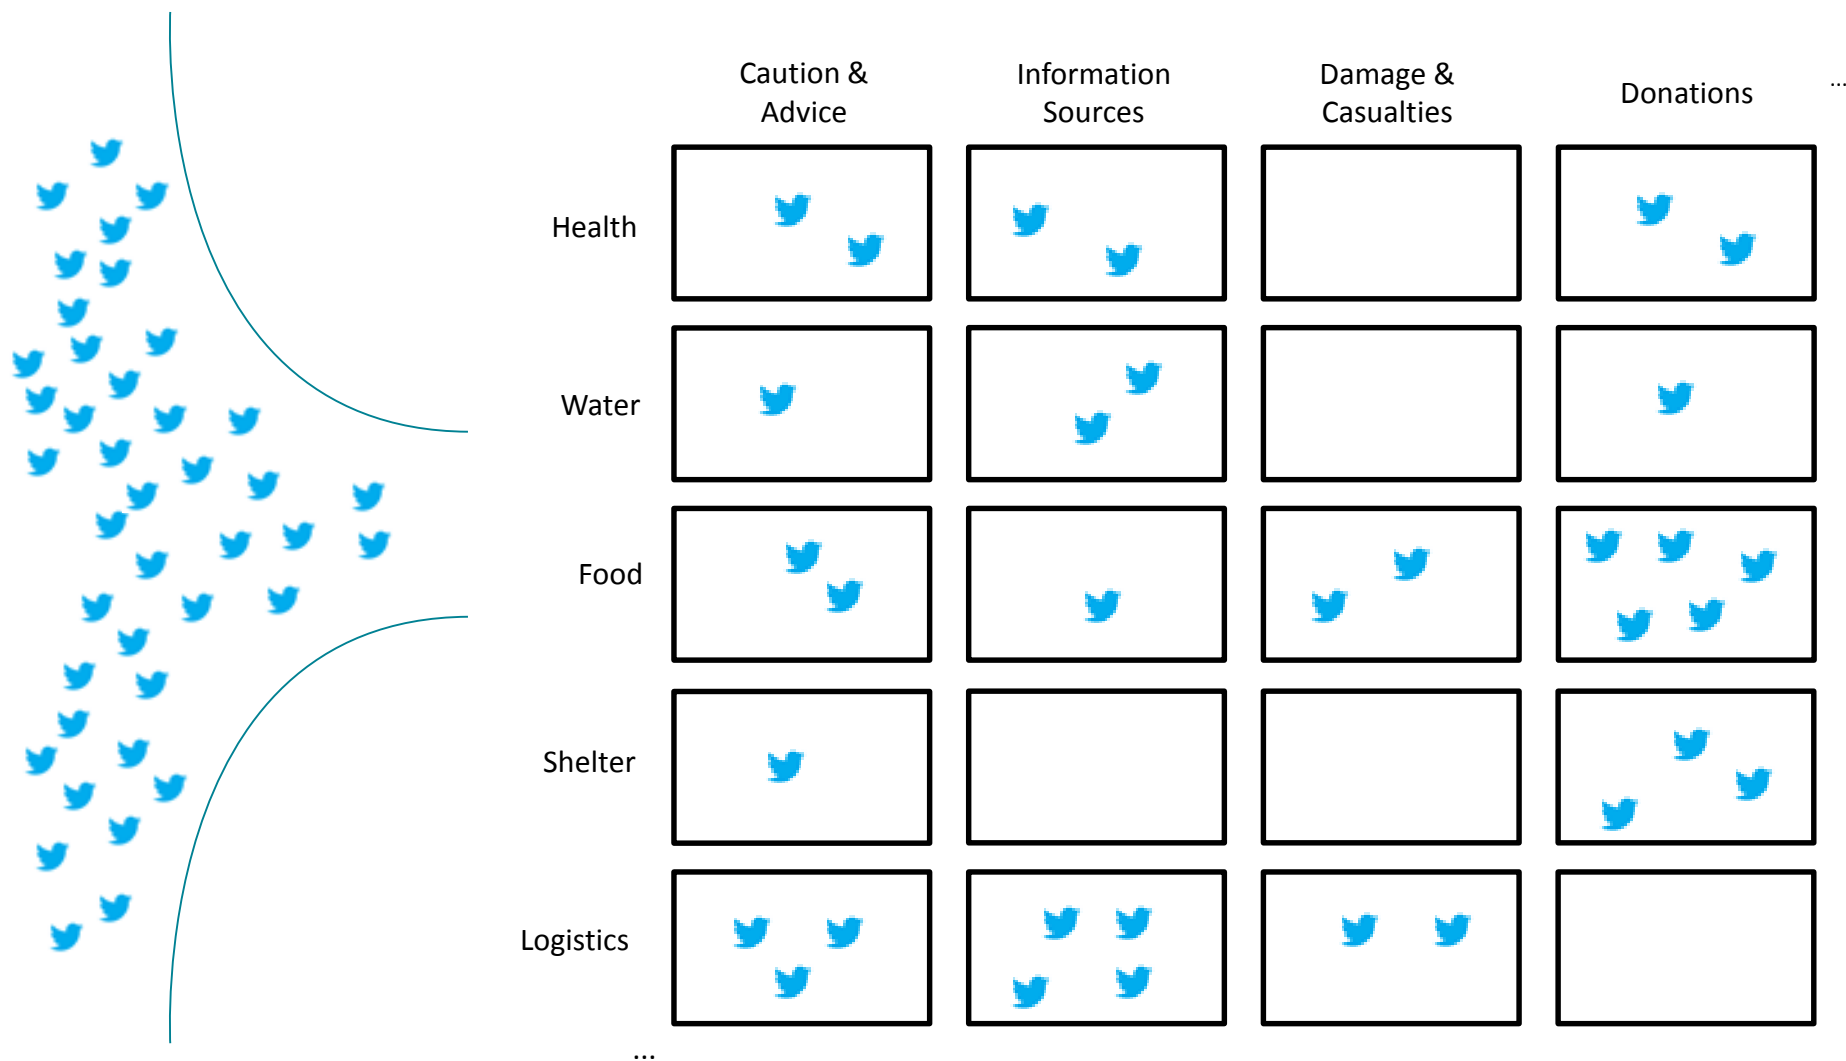 Caution &
Advice
Information
Sources
Damage &
Casualties
Donations
...
Health
Water
Food
Shelter
Logistics
...